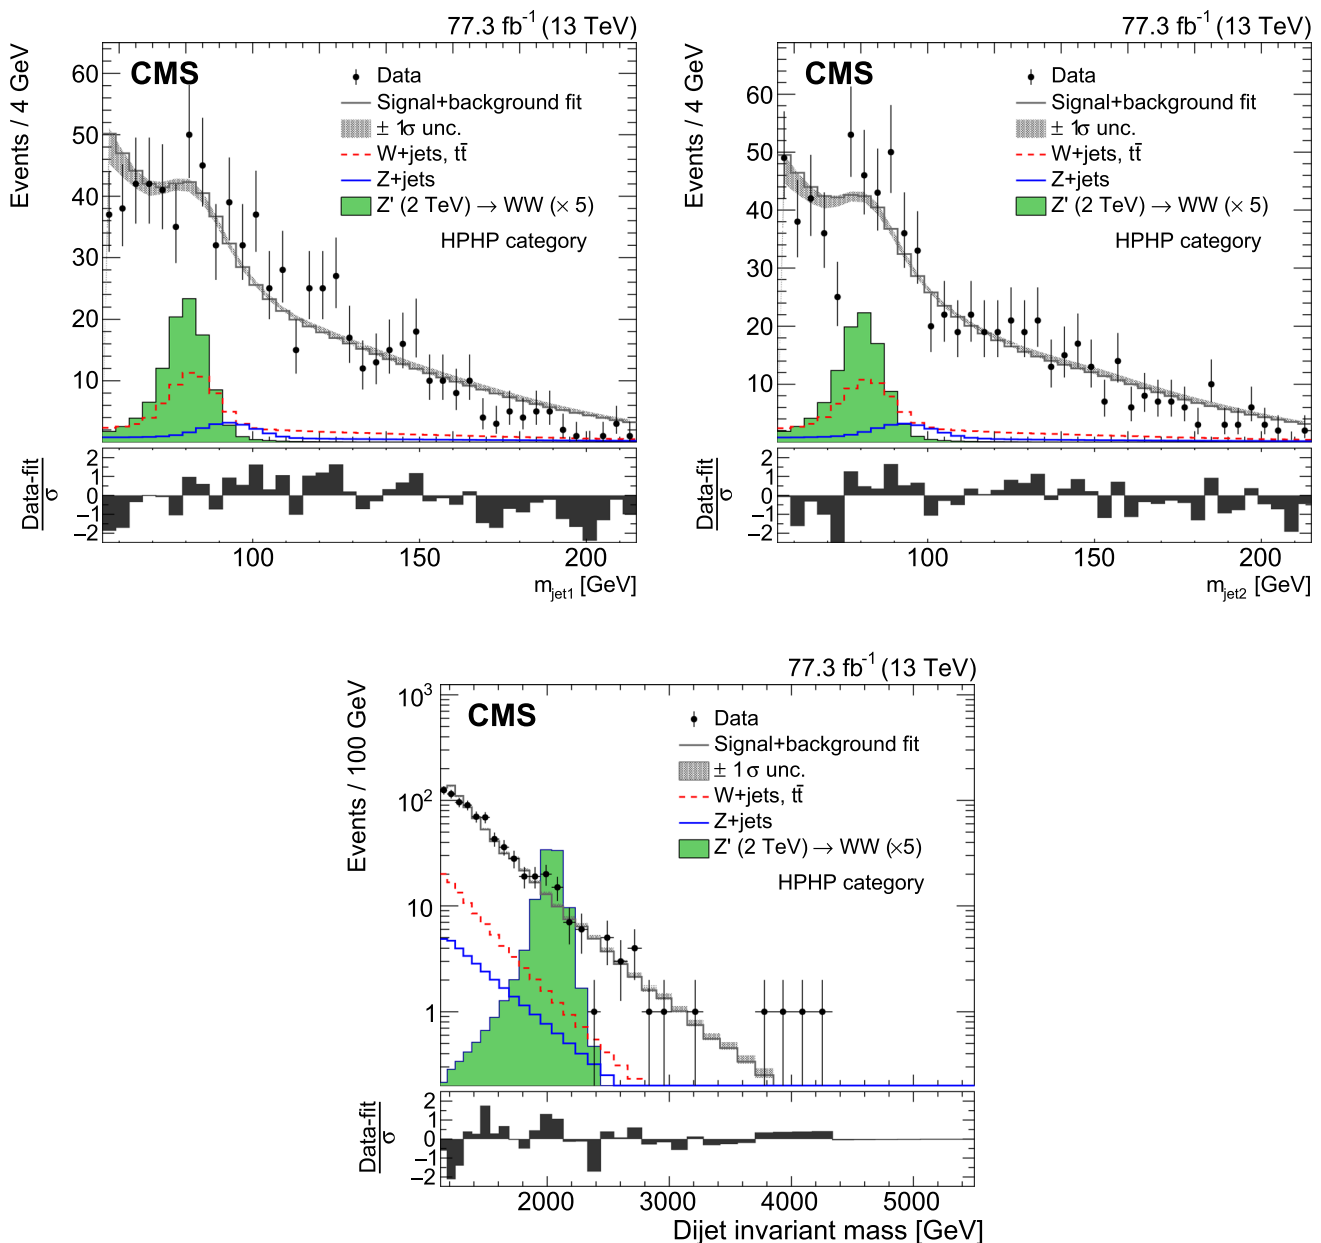 77.3 fb⁻¹ (13 TeV)
CMS
Data
Signal+background fit
± 1σ unc.
W+jets, tt̄
Z+jets
Z' (2 TeV) → WW (× 5)
HPHP category
Events / 4 GeV
60
50
40
30
20
10
Data-fit
σ
2
1
0
−1
−2
100
150
200
m_jet1 [GeV]
77.3 fb⁻¹ (13 TeV)
CMS
Data
Signal+background fit
± 1σ unc.
W+jets, tt̄
Z+jets
Z' (2 TeV) → WW (× 5)
HPHP category
Events / 4 GeV
60
50
40
30
20
10
Data-fit
σ
2
1
0
−1
−2
100
150
200
m_jet2 [GeV]
77.3 fb⁻¹ (13 TeV)
CMS
Data
Signal+background fit
± 1σ unc.
W+jets, tt̄
Z+jets
Z' (2 TeV) → WW (×5)
HPHP category
Events / 100 GeV
10³
10²
10
1
Data-fit
σ
2
1
0
−1
−2
2000
3000
4000
5000
Dijet invariant mass [GeV]